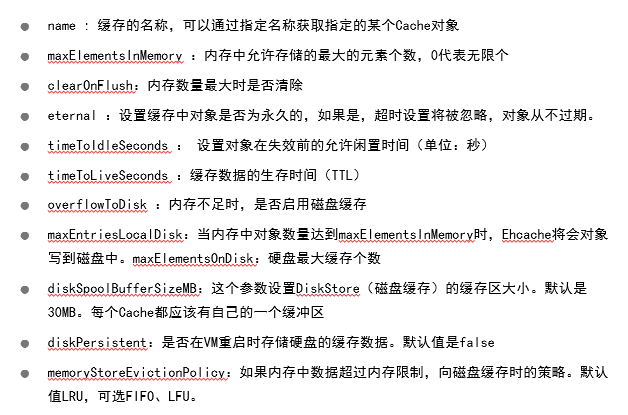 name : 缓存的名称，可以通过指定名称获取指定的某个Cache对象
maxElementsInMemory ：内存中允许存储的最大的元素个数，0代表无限个
clearOnFlush：内存数量最大时是否清除
eternal ：设置缓存中对象是否为永久的，如果是，超时设置将被忽略，对象从不过期。
timeToIdleSeconds ： 设置对象在失效前的允许闲置时间（单位：秒）
timeToLiveSeconds ：缓存数据的生存时间（TTL）
overflowToDisk ：内存不足时，是否启用磁盘缓存
maxEntriesLocalDisk：当内存中对象数量达到maxElementsInMemory时，Ehcache将会对象
写到磁盘中。maxElementsOnDisk：硬盘最大缓存个数
diskSpoolBufferSizeMB：这个参数设置DiskStore（磁盘缓存）的缓存区大小。默认是
30MB。每个Cache都应该有自己的一个缓冲区
diskPersistent：是否在VM重启时存储硬盘的缓存数据。默认值是false
memoryStoreEvictionPolicy：如果内存中数据超过内存限制，向磁盘缓存时的策略。默认
值LRU，可选FIFO、LFU。